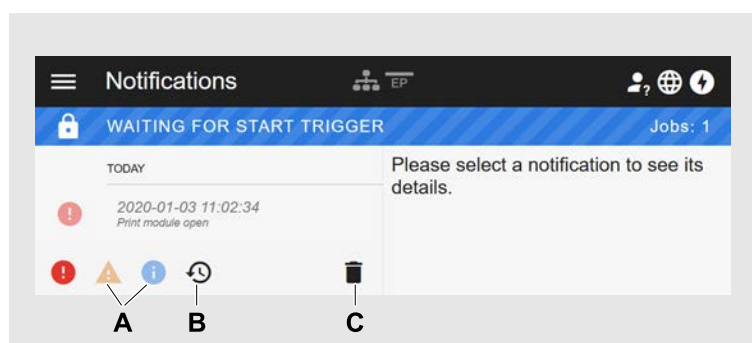 Notifications EP ?
WAITING FOR START TRIGGER Jobs: 1
TODAY
2020-01-03 11:02:34
Print module open
Please select a notification to see its
details.
A B C